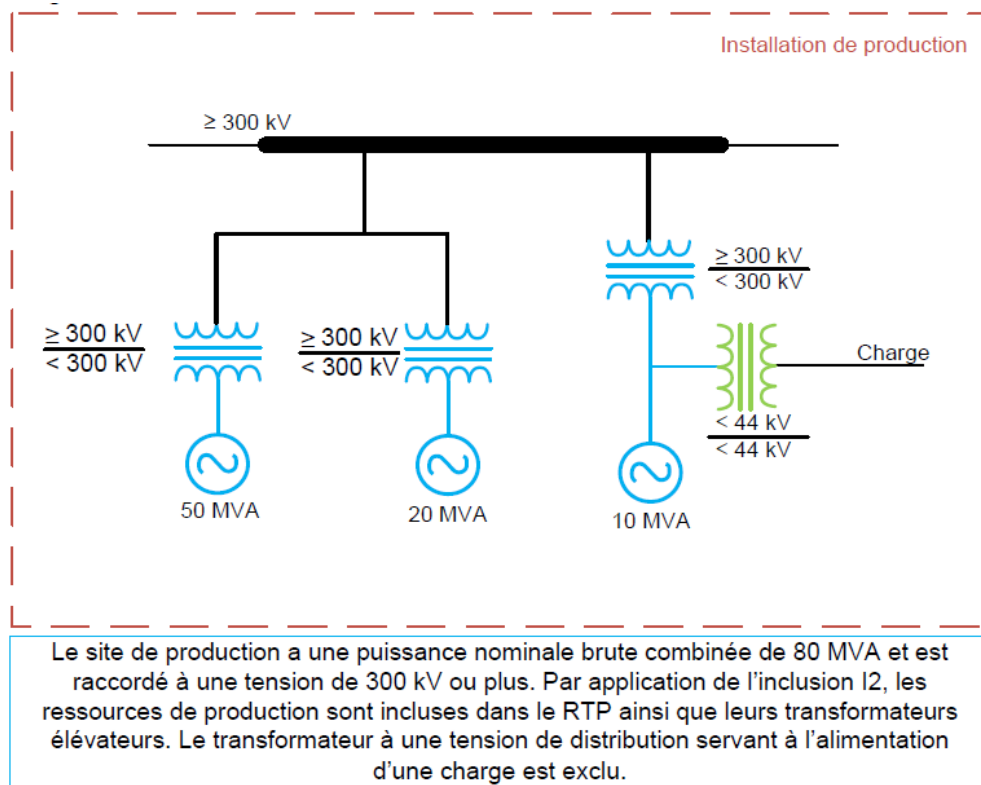 Installation de production
≥ 300 kV
≥ 300 kV
< 300 kV
≥ 300 kV
< 300 kV
≥ 300 kV
< 300 kV
Charge
< 44 kV
< 44 kV
50 MVA
20 MVA
10 MVA
Le site de production a une puissance nominale brute combinée de 80 MVA et est
raccordé à une tension de 300 kV ou plus. Par application de l'inclusion I2, les
ressources de production sont incluses dans le RTP ainsi que leurs transformateurs
élévateurs. Le transformateur à une tension de distribution servant à l'alimentation
d'une charge est exclu.